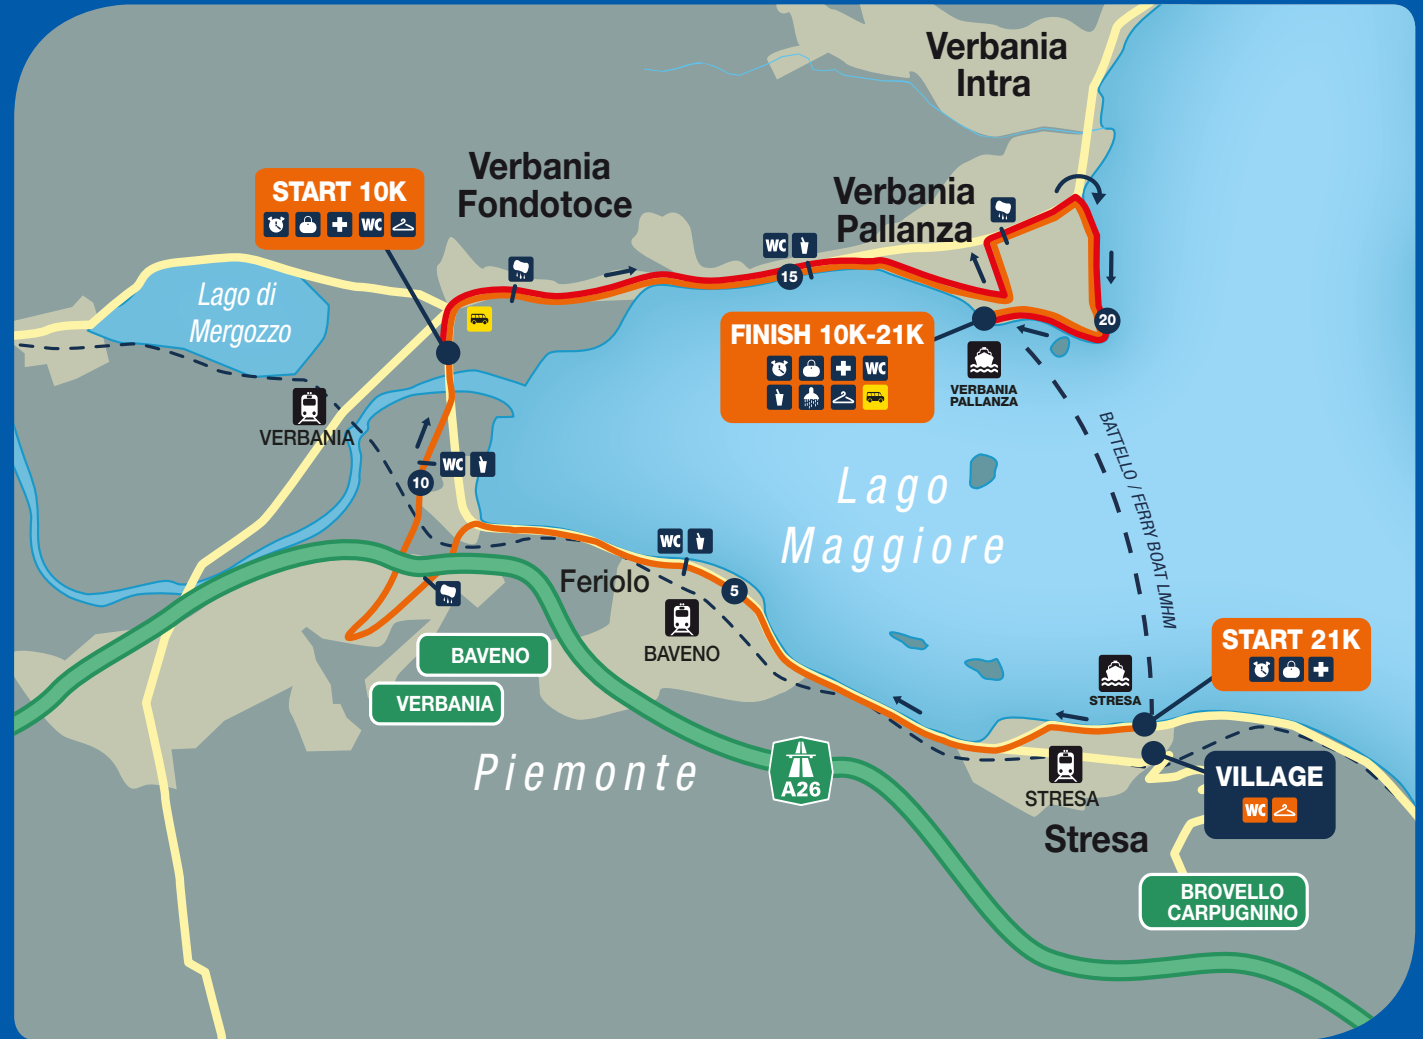 Verbania
Intra
Verbania
Fondotoce
START 10K
WC
Verbania
Pallanza
WC
15
Lago di
Mergozzo
20
FINISH 10K-21K
WC
VERBANIA
PALLANZA
VERBANIA
WC
10
BATTELLO / FERRY BOAT LMHM
Lago
Maggiore
WC
Feriolo
5
BAVENO
BAVENO
VERBANIA
START 21K
STRESA
Piemonte
A26
STRESA
Stresa
VILLAGE
WC
BROVELLO
CARPUGNINO